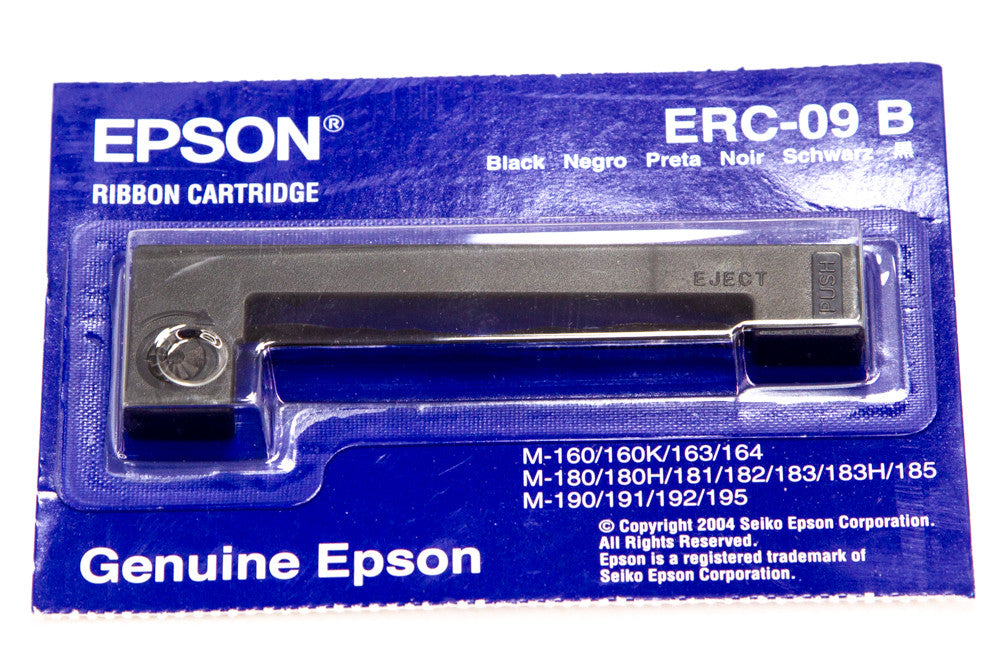 EPSON®
RIBBON CARTRIDGE
ERC-09 B
Black Negro Preta Noir Schwarz 黒
EJECT
PUSH
M-160/160K/163/164
M-180/180H/181/182/183/183H/185
M-190/191/192/195
© Copyright 2004 Seiko Epson Corporation.
All Rights Reserved.
Epson is a registered trademark of
Seiko Epson Corporation.
Genuine Epson